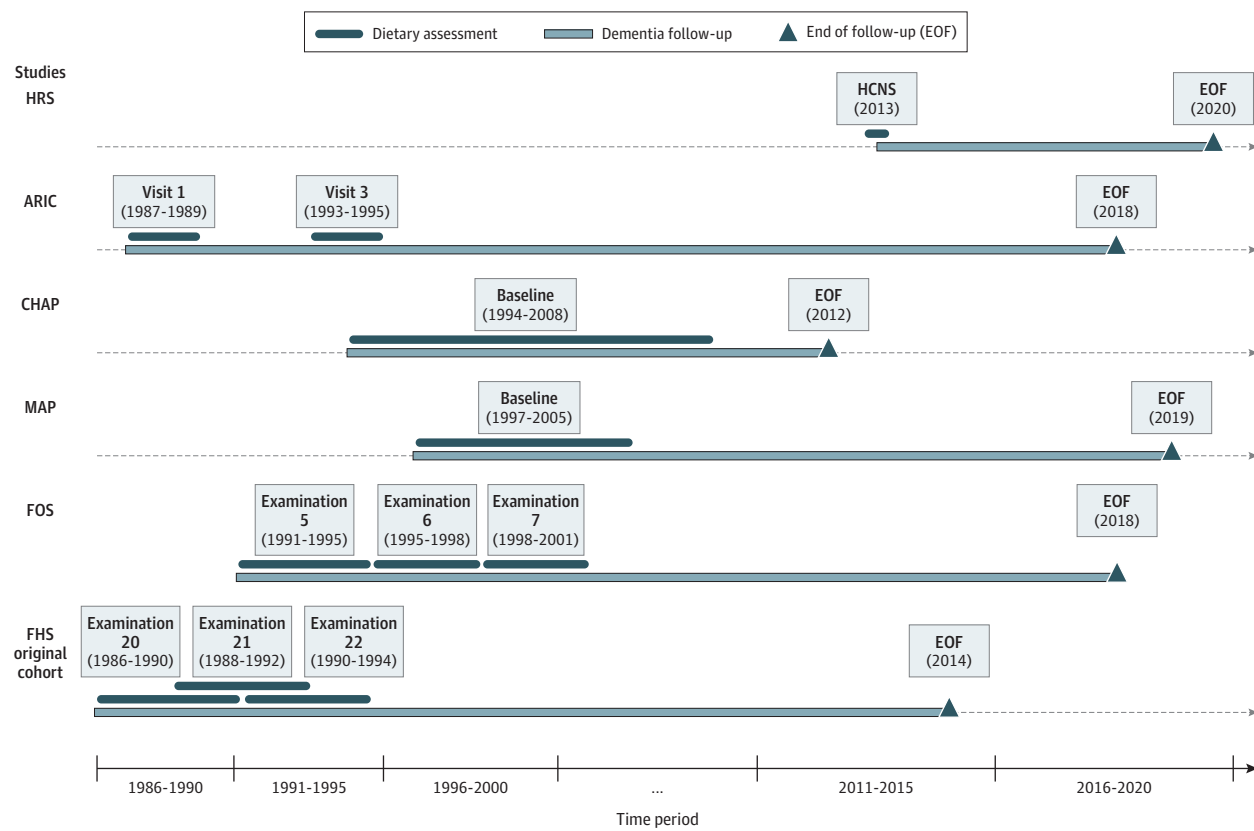 Dietary assessment
Dementia follow-up
End of follow-up (EOF)
Studies
HRS
HCNS
(2013)
EOF
(2020)
ARIC
Visit 1
(1987-1989)
Visit 3
(1993-1995)
EOF
(2018)
CHAP
Baseline
(1994-2008)
EOF
(2012)
MAP
Baseline
(1997-2005)
EOF
(2019)
FOS
Examination
5
(1991-1995)
Examination
6
(1995-1998)
Examination
7
(1998-2001)
EOF
(2018)
FHS
original
cohort
Examination
20
(1986-1990)
Examination
21
(1988-1992)
Examination
22
(1990-1994)
EOF
(2014)
1986-1990
1991-1995
1996-2000
...
2011-2015
2016-2020
Time period